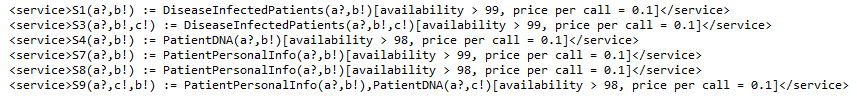 <service>S1(a?,b!) := DiseaseInfectedPatients(a?,b!)[availability > 99, price per call = 0.1]</service>
<service>S3(a?,b!,c!) := DiseaseInfectedPatients(a?,b!,c!)[availability > 99, price per call = 0.1]</service>
<service>S4(a?,b!) := PatientDNA(a?,b!)[availability > 98, price per call = 0.1]</service>
<service>S7(a?,b!) := PatientPersonalInfo(a?,b!)[availability > 99, price per call = 0.1]</service>
<service>S8(a?,b!) := PatientPersonalInfo(a?,b!)[availability > 98, price per call = 0.1]</service>
<service>S9(a?,c!,b!) := PatientPersonalInfo(a?,b!),PatientDNA(a?,c!)[availability > 98, price per call = 0.1]</service>